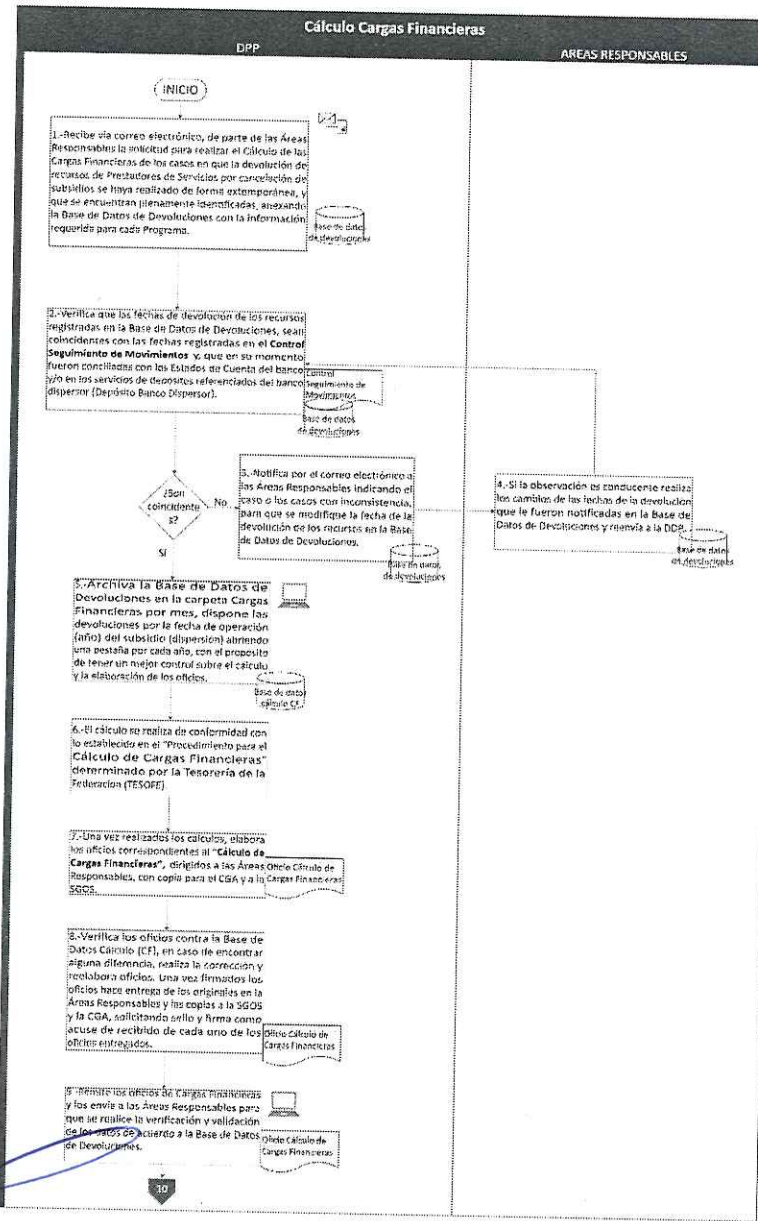 Cálculo Cargas Financieras
DPP
AREAS RESPONSABLES
INICIO
1.-Recibe vía correo electrónico, de parte de las Áreas
Responsables la solicitud para realizar el Cálculo de las
Cargas Financieras de los casos en que la devolución de
recursos de Prestadores de Servicios por cancelación de
subsidios se haya realizado de forma extemporánea, y
que se encuentran plenamente identificadas, anexando
la Base de Datos de Devoluciones con la información
requerida para cada Programa.
Base de datos
de devoluciones
2.-Verifica que las fechas de devolución de los recursos
registradas en la Base de Datos de Devoluciones, sean
coincidentes con las fechas registradas en el Control
Seguimiento de Movimientos y, que en su momento
fueron conciliadas con los Estados de Cuenta del banco
y/o en los servicios de depósitos referenciados del banco
dispersor (Depósito Banco Dispersor).
Control
Seguimiento de
Movimientos
Base de datos
de devoluciones
¿Son
coincidente
s?
No
SI
3.-Notifica por el correo electrónico a
las Áreas Responsables indicando el
caso o los casos con inconsistencia,
para que se modifique la fecha de la
devolución de los recursos en la Base
de Datos de Devoluciones.
Base de datos
de devoluciones
4.-Si la observación es conducente realiza
los cambios de las fechas de la devolución
que le fueron notificadas en la Base de
Datos de Devoluciones y reenvía a la DDP.
Base de datos
de devoluciones
5.-Archiva la Base de Datos de
Devoluciones en la carpeta Cargas
Financieras por mes, dispone las
devoluciones por la fecha de operación
(año) del subsidio (dispersión) abriendo
una pestaña por cada año, con el propósito
de tener un mejor control sobre el cálculo
y la elaboración de los oficios.
Base de datos
cálculo CF
6.-El cálculo se realiza de conformidad con
lo establecido en el "Procedimiento para el
Cálculo de Cargas Financieras"
determinado por la Tesorería de la
Federación (TESOFE)
7.-Una vez realizados los cálculos, elabora
los oficios correspondientes al "Cálculo de
Cargas Financieras", dirigidos a las Áreas
Responsables, con copia para el CGA y a la
SGOS.
Oficio Cálculo de
Cargas Financieras
8.-Verifica los oficios contra la Base de
Datos Cálculo (CF), en caso de encontrar
alguna diferencia, realiza la corrección y
reelabora oficios. Una vez firmados los
oficios hace entrega de los originales en la
Áreas Responsables y las copias a la SGOS
y la CGA, solicitando sello y firma como
acuse de recibido de cada uno de los
oficios entregados.
Oficio Cálculo de
Cargas Financieras
9.-Remite los oficios de Cargas Financieras
y los envía a las Áreas Responsables para
que se realice la verificación y validación
de los datos de acuerdo a la Base de Datos
de Devoluciones.
Oficio Cálculo de
Cargas Financieras
10